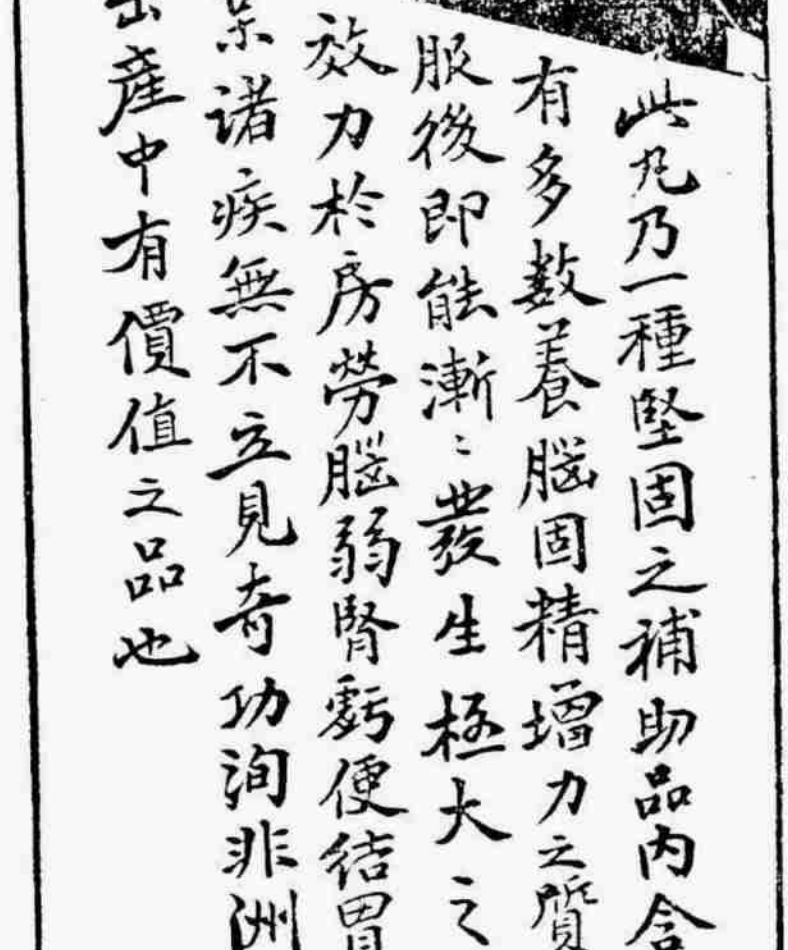 此丸乃一種堅固之補助品內含
有多數養腦固精增力之質
服後即能漸〻發生極大之
效力於房勞腦弱腎虧便結胃
呆諸疾無不立見奇功洵非洲
出產中有價值之品也